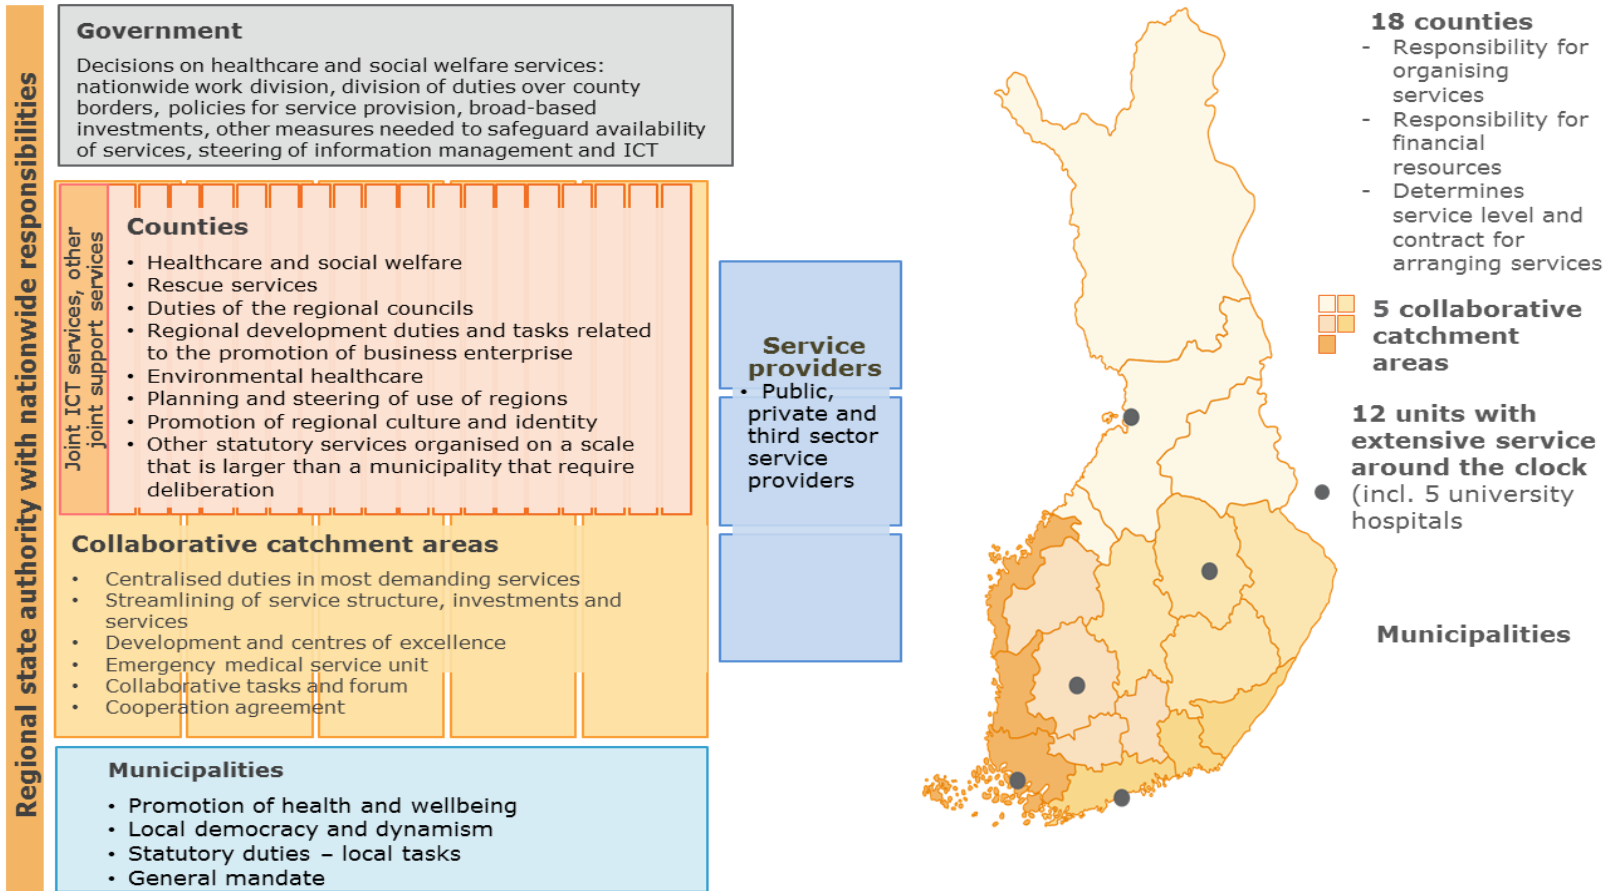 Regional state authority with nationwide responsibilities
Government
Decisions on healthcare and social welfare services:
nationwide work division, division of duties over county
borders, policies for service provision, broad-based
investments, other measures needed to safeguard availability
of services, steering of information management and ICT
Joint ICT services, other
joint support services
Counties
• Healthcare and social welfare
• Rescue services
• Duties of the regional councils
• Regional development duties and tasks related
to the promotion of business enterprise
• Environmental healthcare
• Planning and steering of use of regions
• Promotion of regional culture and identity
• Other statutory services organised on a scale
that is larger than a municipality that require
deliberation
Collaborative catchment areas
• Centralised duties in most demanding services
• Streamlining of service structure, investments and
services
• Development and centres of excellence
• Emergency medical service unit
• Collaborative tasks and forum
• Cooperation agreement
Municipalities
• Promotion of health and wellbeing
• Local democracy and dynamism
• Statutory duties – local tasks
• General mandate
Service
providers
• Public,
private and
third sector
service
providers
18 counties
- Responsibility for
organising
services
- Responsibility for
financial
resources
- Determines
service level and
contract for
arranging services
5 collaborative
catchment
areas
12 units with
extensive service
around the clock
(incl. 5 university
hospitals
Municipalities